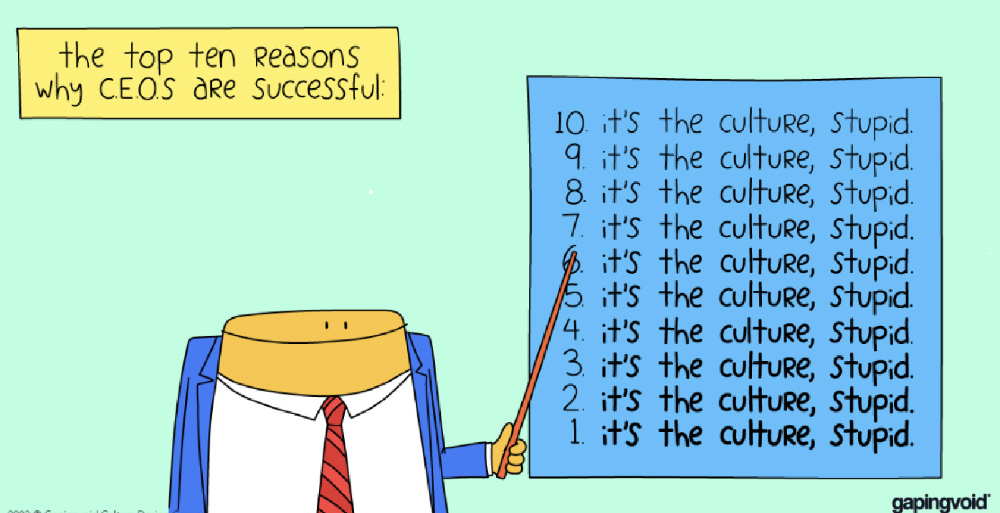 the top ten reasons
why C.E.O.S are successful:
10. it's the culture, stupid.
9. it's the culture, stupid.
8. it's the culture, stupid.
7. it's the culture, stupid.
6. it's the culture, stupid.
5. it's the culture, stupid.
4. it's the culture, stupid.
3. it's the culture, stupid.
2. it's the culture, stupid.
1. it's the culture, stupid.
gapingvoid